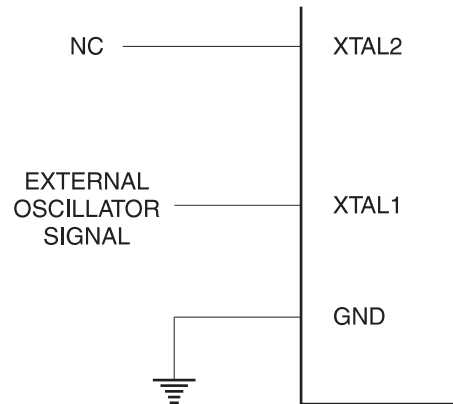 NC
XTAL2
EXTERNAL
OSCILLATOR
SIGNAL
XTAL1
GND